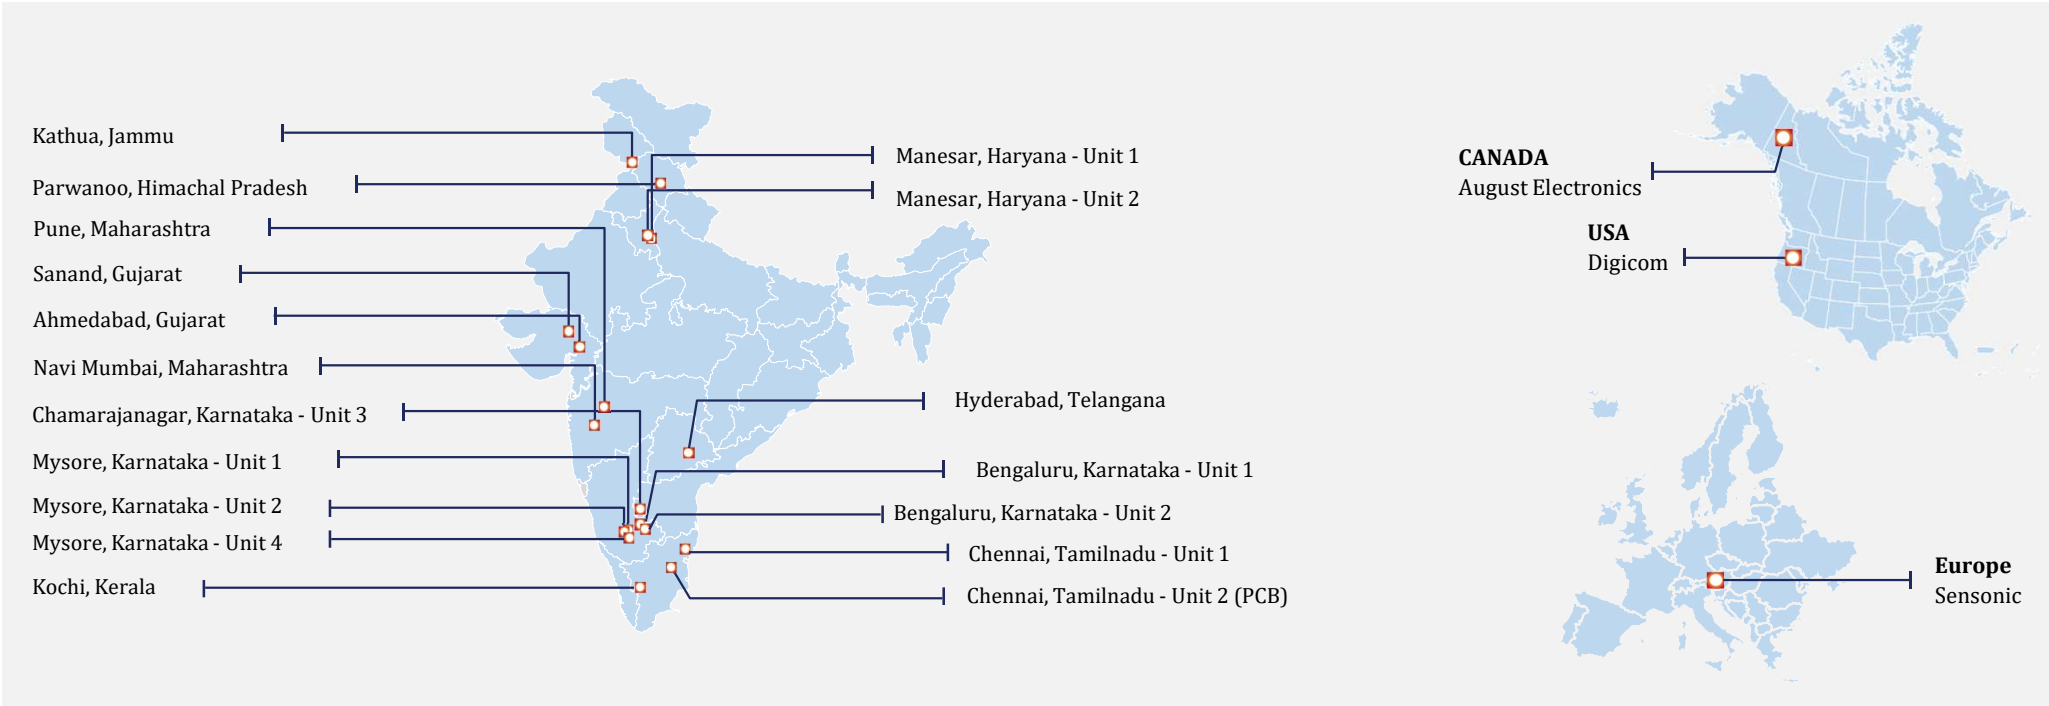 Kathua, Jammu
Parwanoo, Himachal Pradesh
Pune, Maharashtra
Sanand, Gujarat
Ahmedabad, Gujarat
Navi Mumbai, Maharashtra
Chamarajanagar, Karnataka - Unit 3
Mysore, Karnataka - Unit 1
Mysore, Karnataka - Unit 2
Mysore, Karnataka - Unit 4
Kochi, Kerala
Manesar, Haryana - Unit 1
Manesar, Haryana - Unit 2
Hyderabad, Telangana
Bengaluru, Karnataka - Unit 1
Bengaluru, Karnataka - Unit 2
Chennai, Tamilnadu - Unit 1
Chennai, Tamilnadu - Unit 2 (PCB)
CANADA
August Electronics
USA
Digicom
Europe
Sensonic